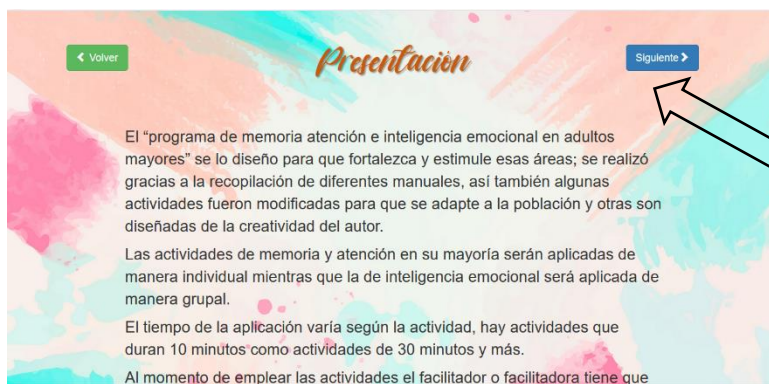 Volver
Presentación
Siguiente
El “programa de memoria atención e inteligencia emocional en adultos
mayores” se lo diseño para que fortalezca y estimule esas áreas; se realizó
gracias a la recopilación de diferentes manuales, así también algunas
actividades fueron modificadas para que se adapte a la población y otras son
diseñadas de la creatividad del autor.
Las actividades de memoria y atención en su mayoría serán aplicadas de
manera individual mientras que la de inteligencia emocional será aplicada de
manera grupal.
El tiempo de la aplicación varía según la actividad, hay actividades que
duran 10 minutos como actividades de 30 minutos y más.
Al momento de emplear las actividades el facilitador o facilitadora tiene que